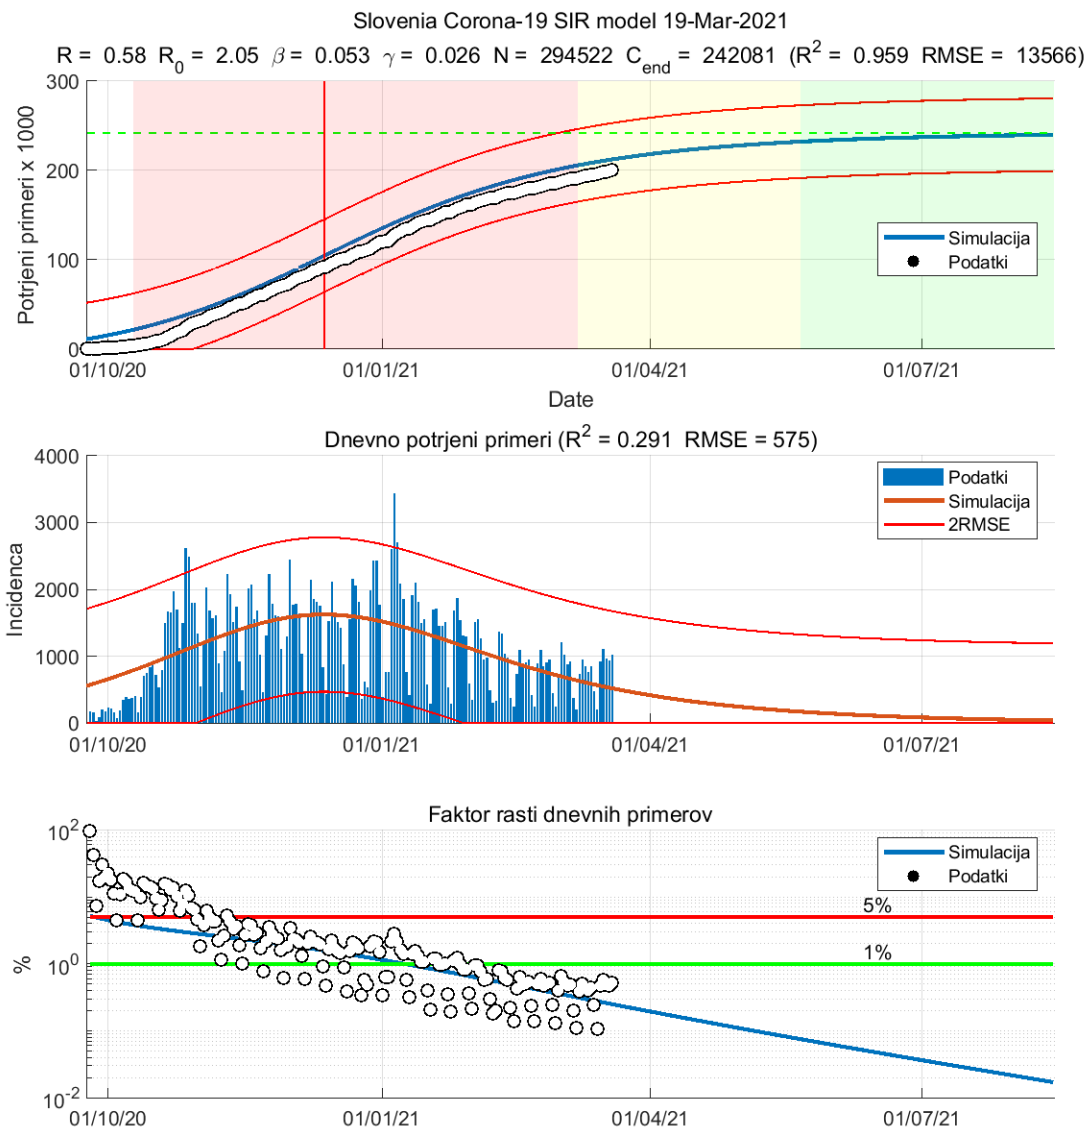 Slovenia Corona-19 SIR model 19-Mar-2021
R = 0.58 R0 = 2.05 β = 0.053 γ = 0.026 N = 294522 Cend = 242081 (R2 = 0.959 RMSE = 13566)
Potrjeni primeri x 1000
300
200
100
0
Simulacija
Podatki
01/10/20 01/01/21 01/04/21 01/07/21
Date
Dnevno potrjeni primeri (R2 = 0.291 RMSE = 575)
Incidenca
4000
3000
2000
1000
0
Podatki
Simulacija
2RMSE
01/10/20 01/01/21 01/04/21 01/07/21
Faktor rasti dnevnih primerov
%
10^2
10^0
10^-2
Simulacija
Podatki
5%
1%
01/10/20 01/01/21 01/04/21 01/07/21